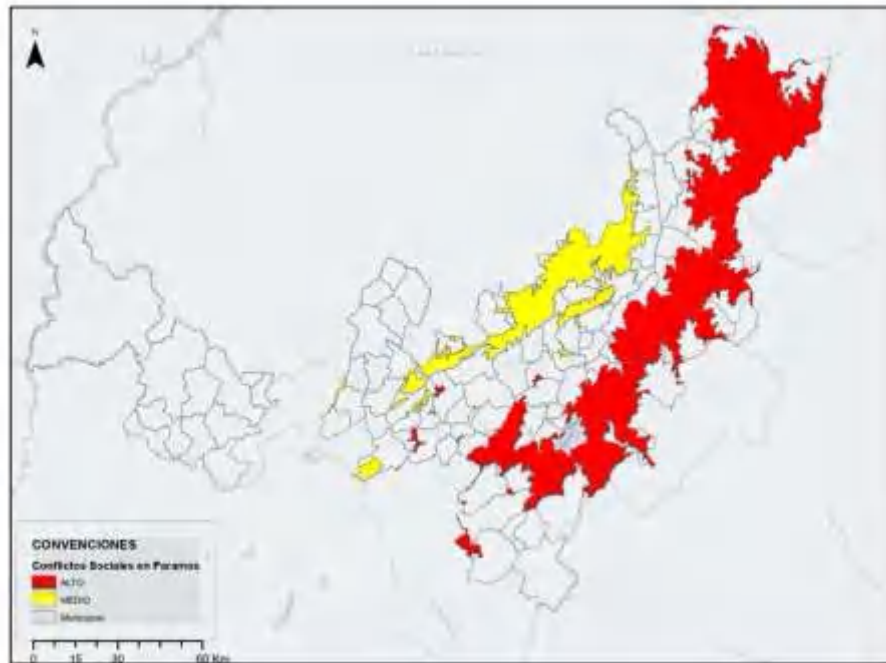 N
CONVENCIONES
Conflictos Sociales en Paramos
ALTO
MEDIO
Municipios
0 15 30 60 Km